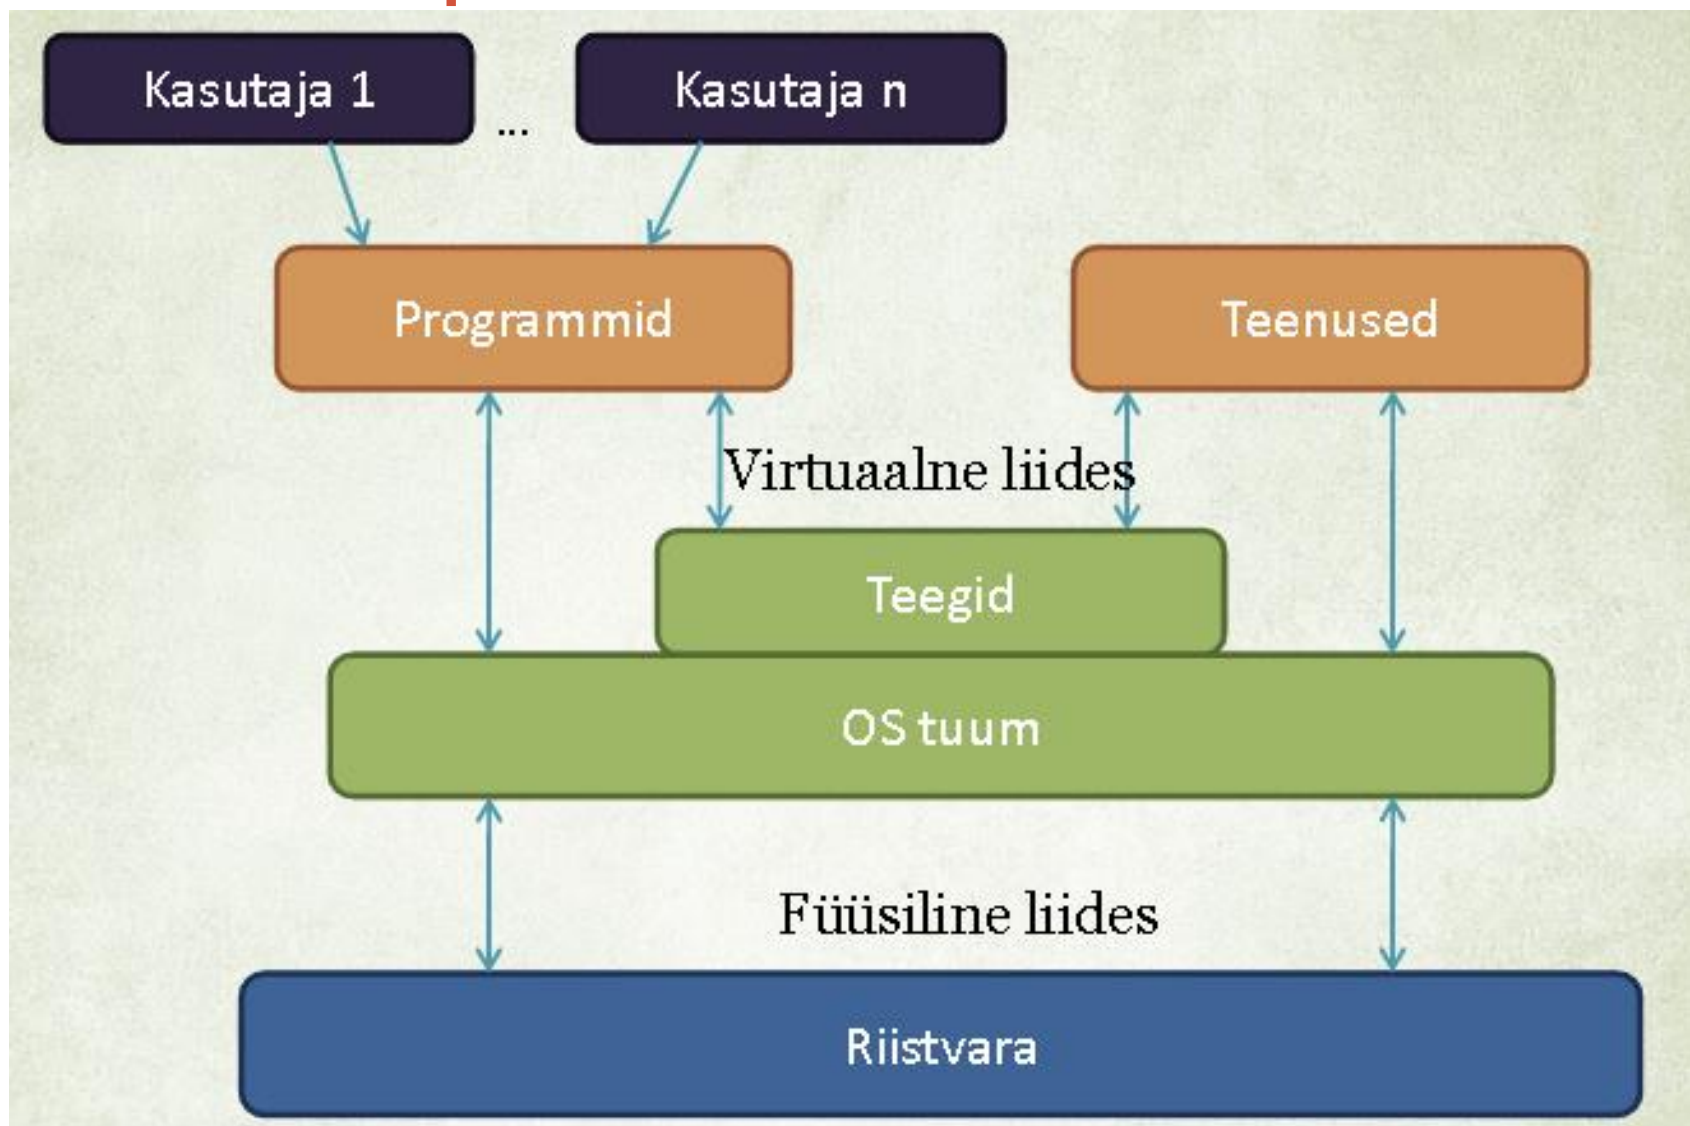 Kasutaja 1
...
Kasutaja n
Programmid
Teenused
Virtuaalne liides
Teegid
OS tuum
Füüsiline liides
Riistvara